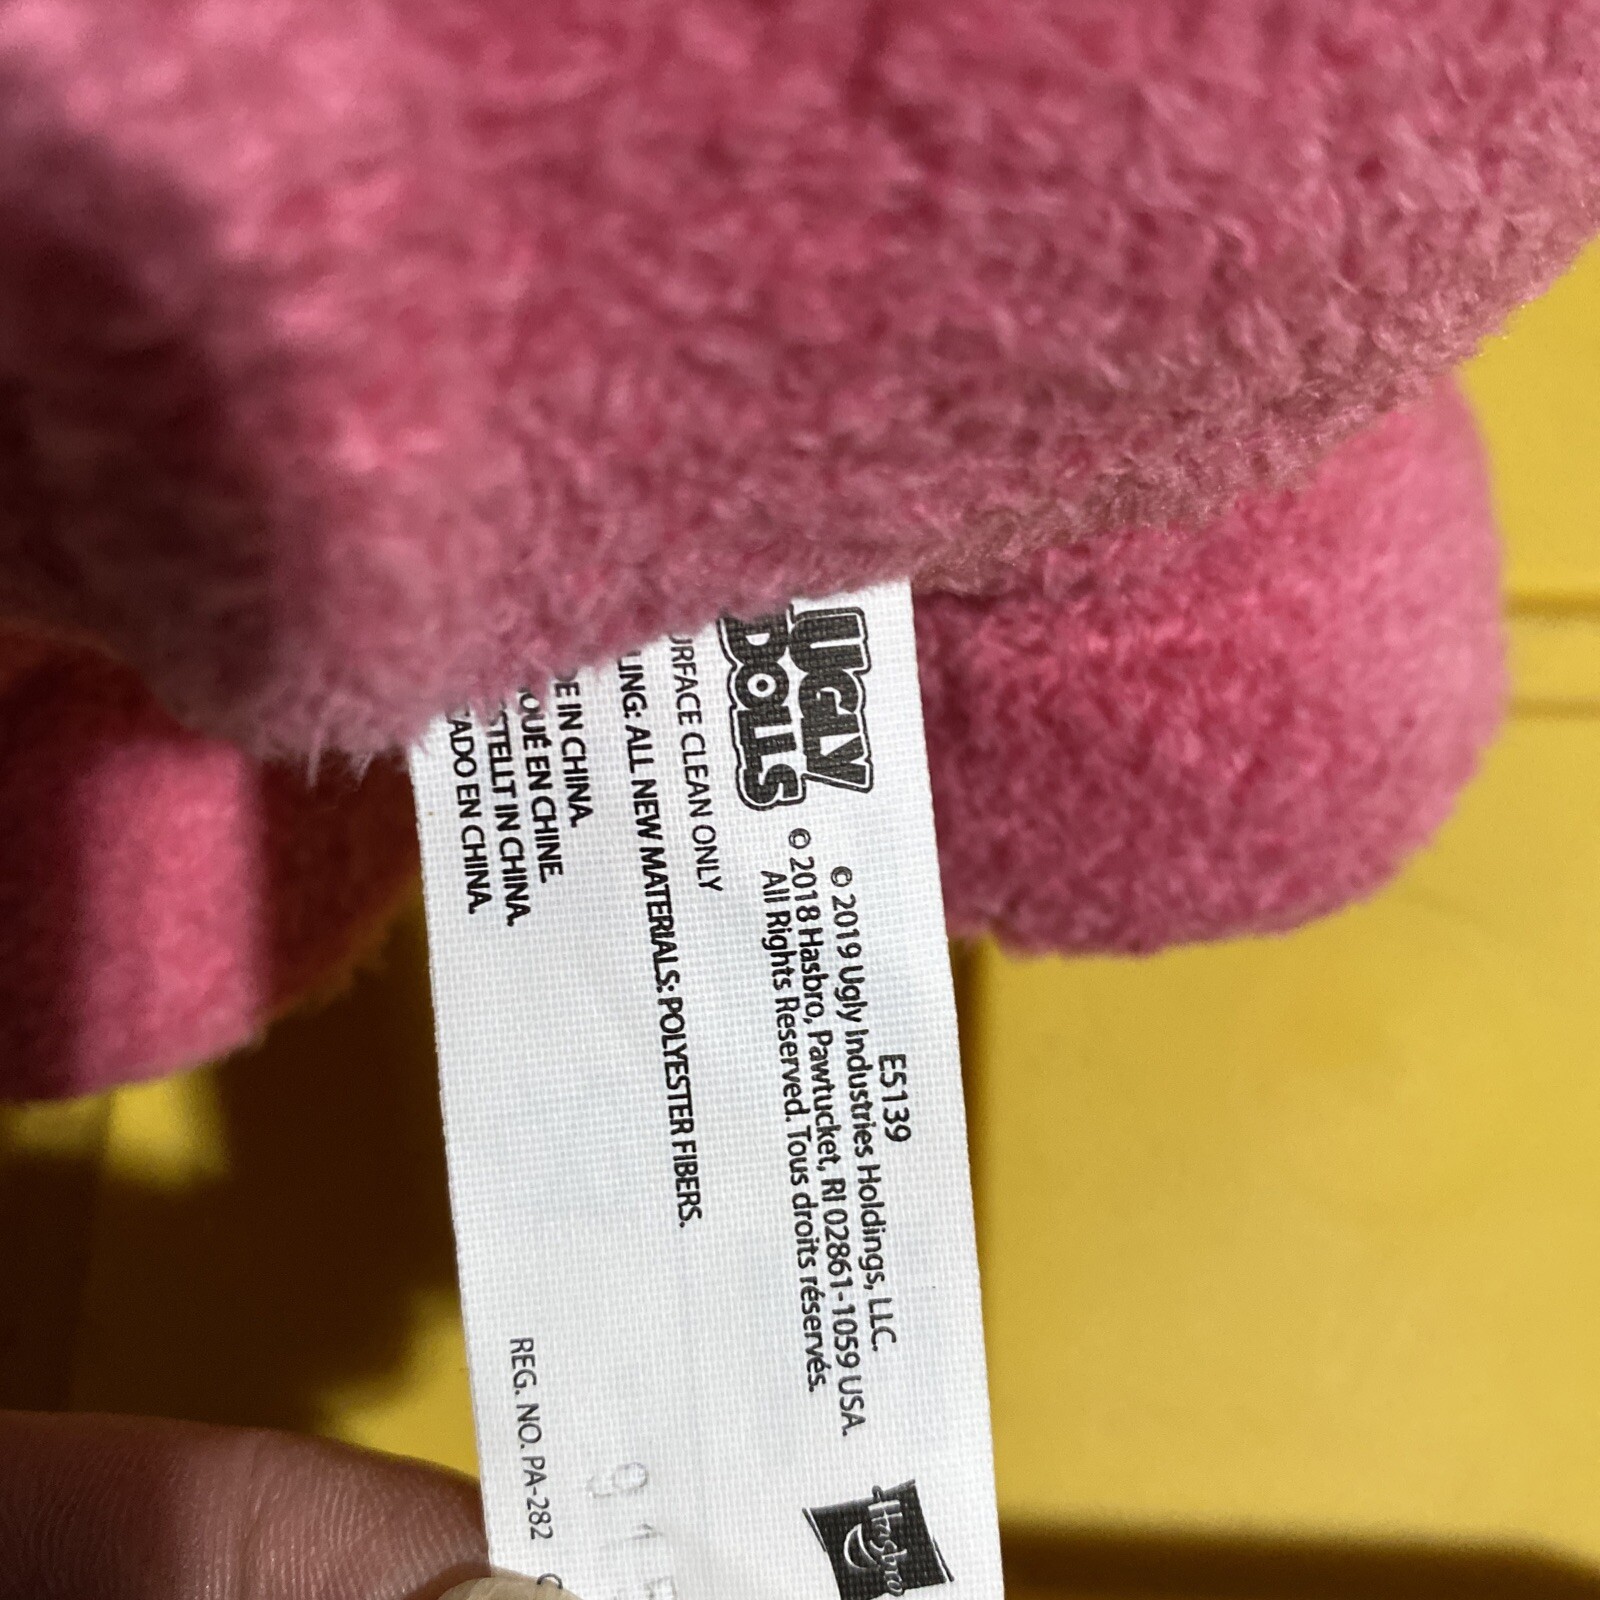 UGLY
DOLLS
E5139
© 2019 Ugly Industries Holdings, LLC.
© 2018 Hasbro, Pawtucket, RI 02861-1059 USA.
All Rights Reserved. Tous droits réservés.
Hasbro
URFACE CLEAN ONLY
LING: ALL NEW MATERIALS: POLYESTER FIBERS.
DE IN CHINA.
QUÉ EN CHINE.
STELLT IN CHINA.
CADO EN CHINA.
REG. NO. PA-282
91